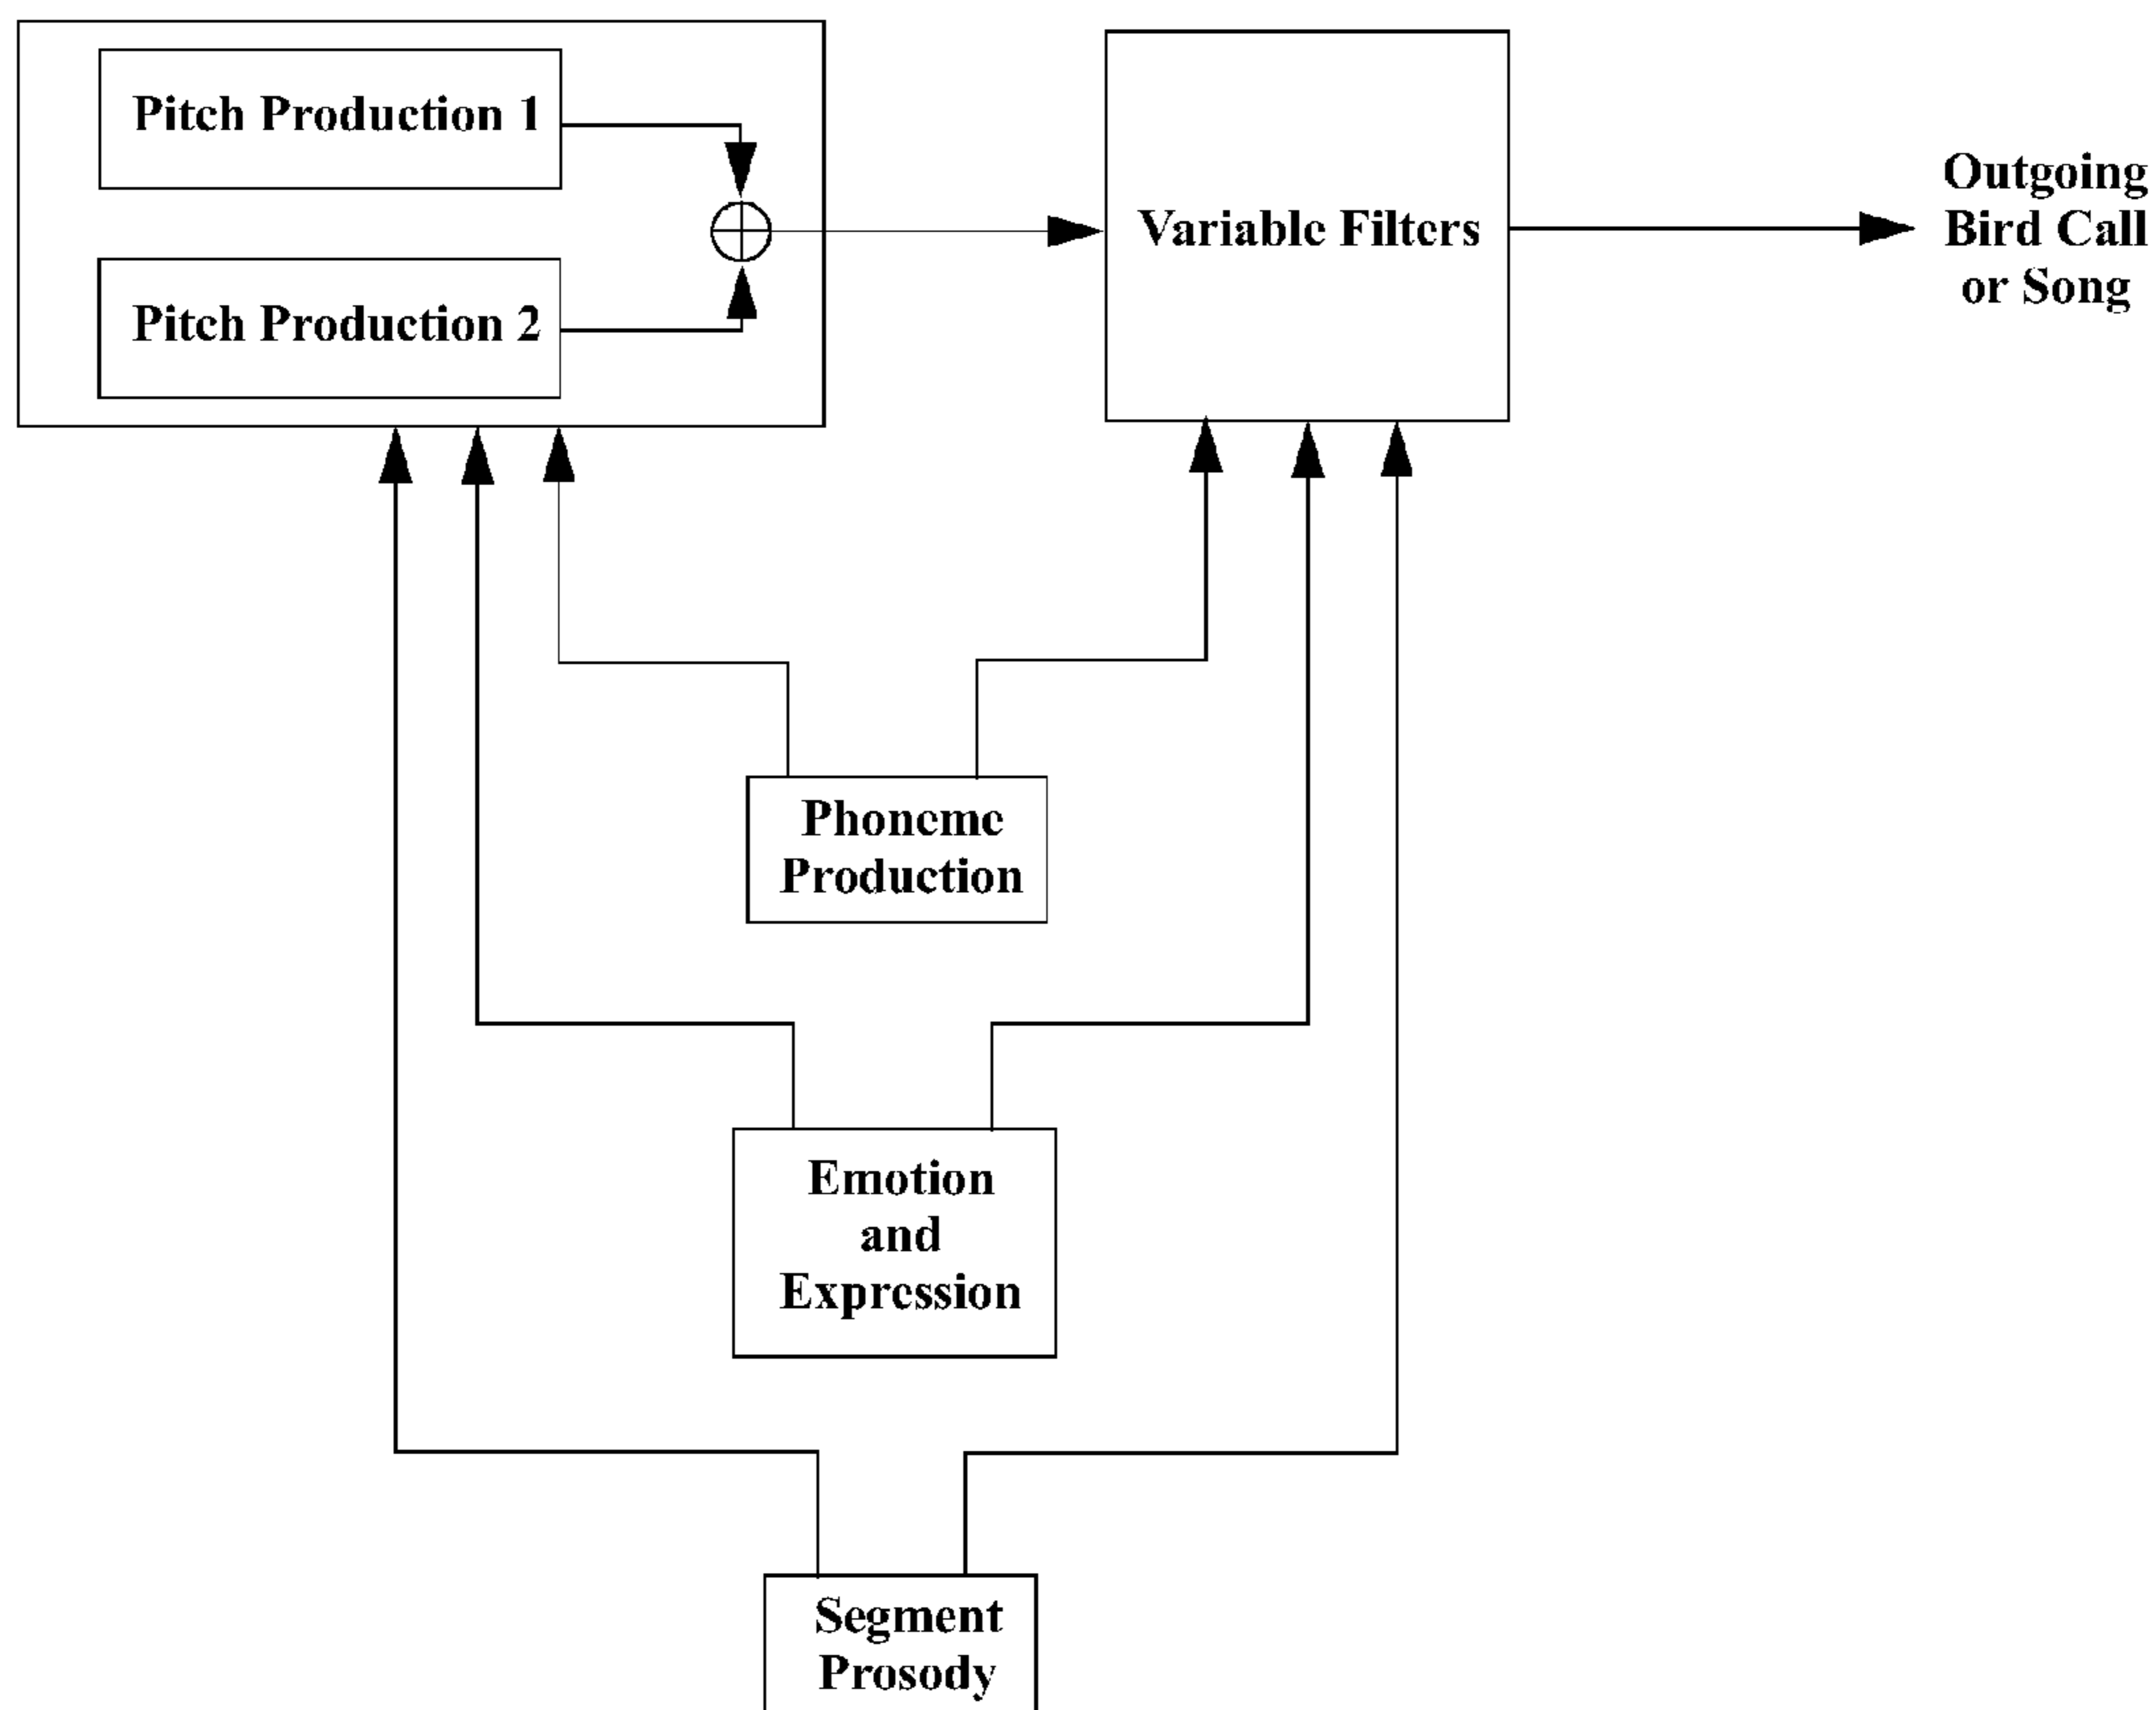 Pitch Production 1
Pitch Production 2
Variable Filters
Outgoing
Bird Call
or Song
Phoneme
Production
Emotion
and
Expression
Segment
Prosody